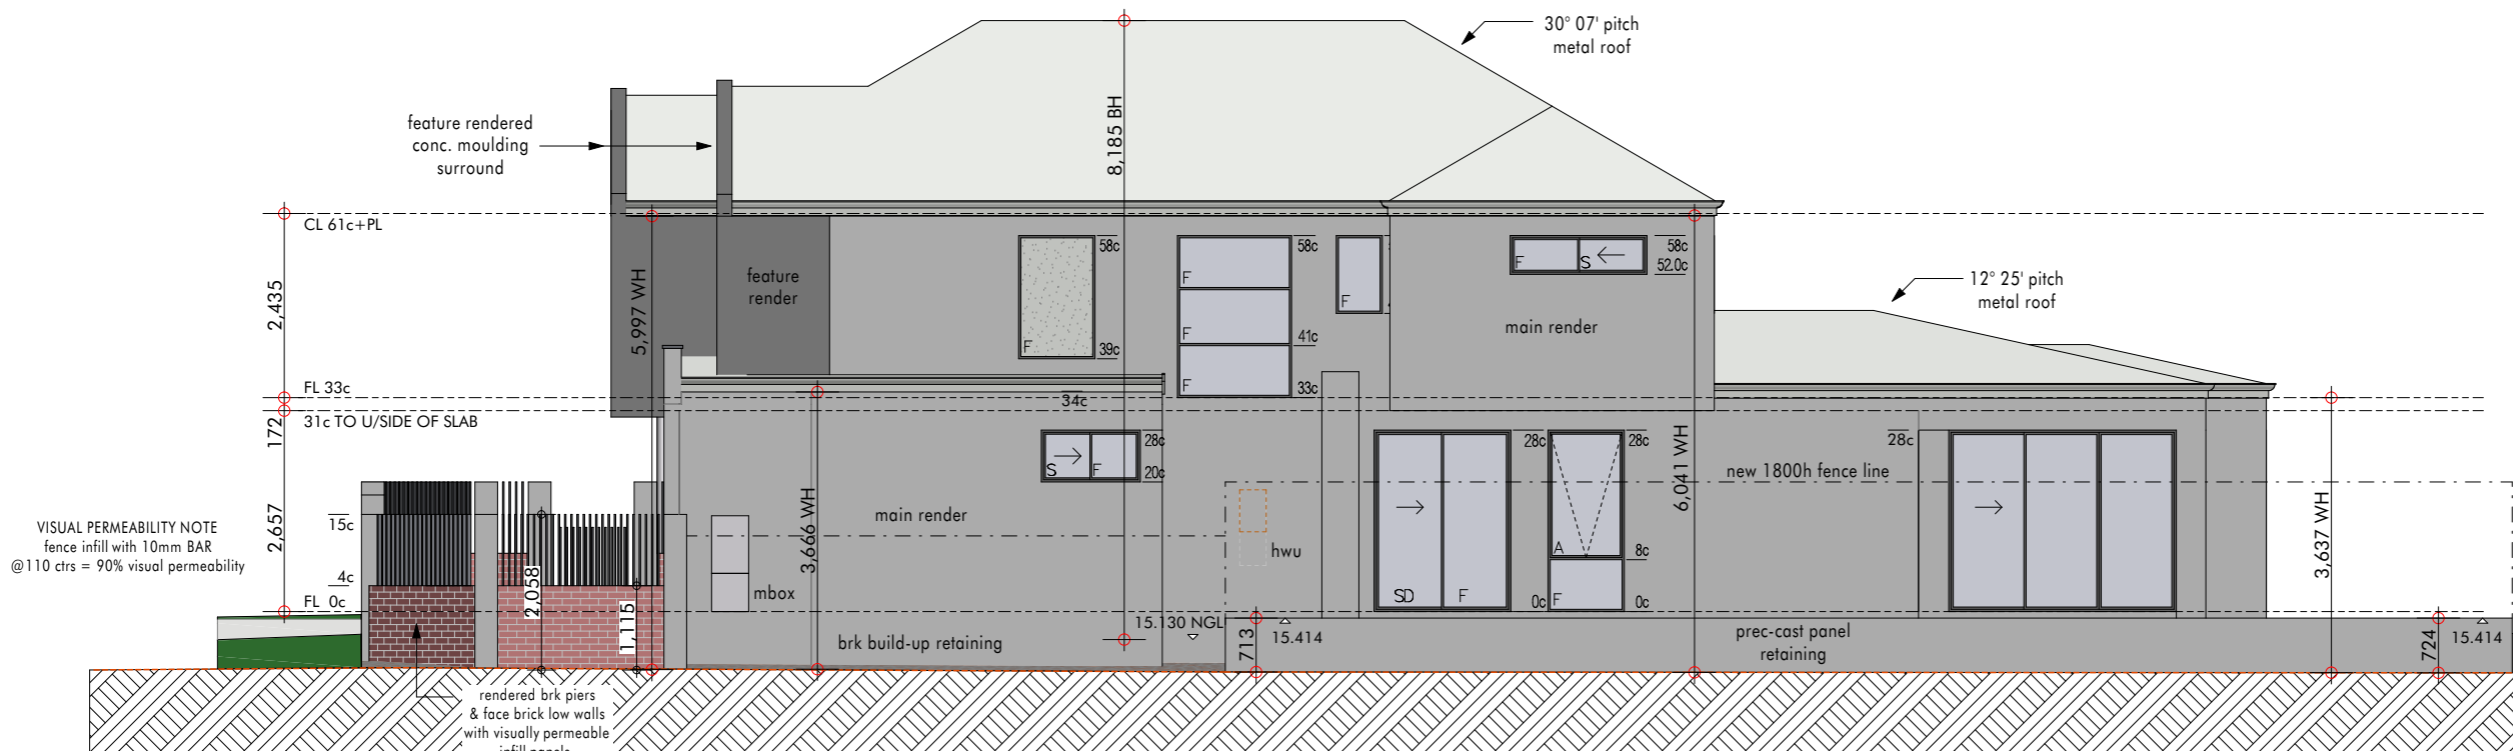 30° 07' pitch
metal roof
feature rendered
conc. moulding
surround
8,185 BH
CL 61c+PL
58c
58c
58c
52.0c
F
F
S
F
feature
render
12° 25' pitch
metal roof
2,435
5,997 WH
F
main render
F
41c
F
39c
FL 33c
F
33c
34c
31c TO U/SIDE OF SLAB
172
28c
28c
28c
28c
S
F
20c
6,041 WH
new 1800h fence line
VISUAL PERMEABILITY NOTE
fence infill with 10mm BAR
@110 ctrs = 90% visual permeability
2,657
15c
main render
3,666 WH
hwu
A
8c
3,637 WH
4c
2,058
mbox
SD
F
0c
F
0c
FL 0c
1,115
brk build-up retaining
15.130 NGL
713
15.414
prec-cast panel
retaining
724
15.414
rendered brk piers
& face brick low walls
with visually permeable
infill panels